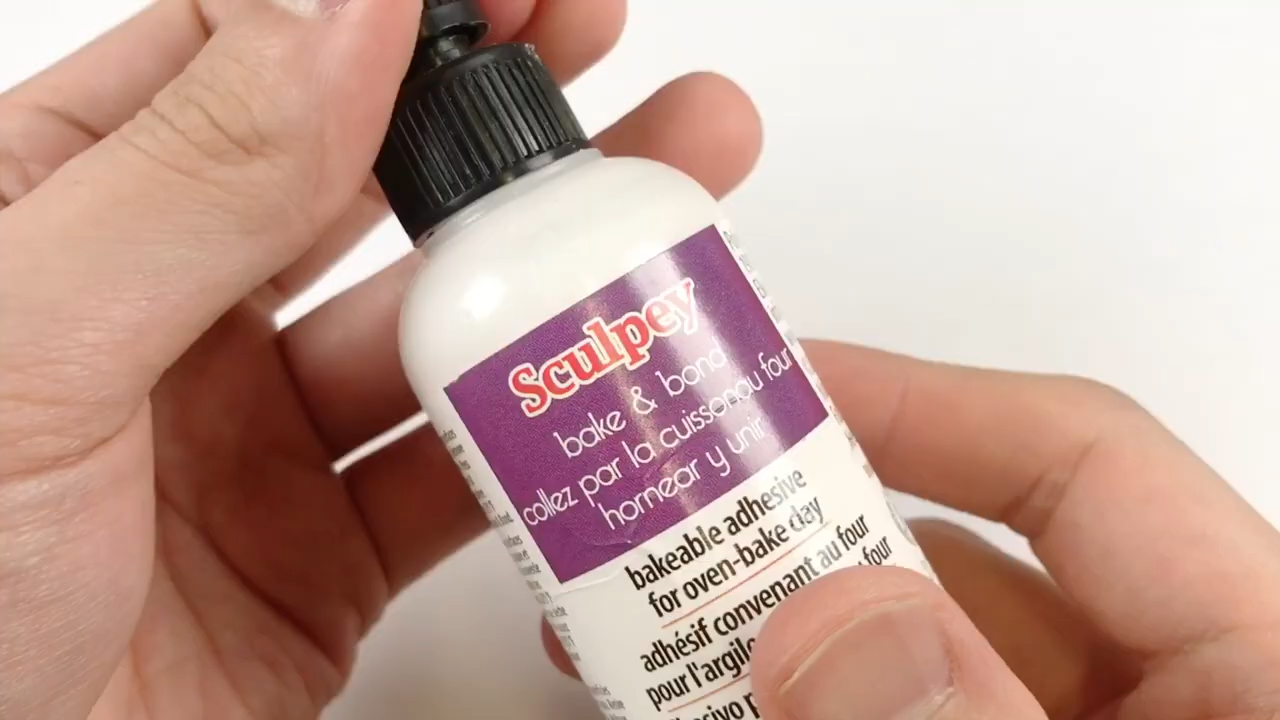 Sculpey
bake & bond
collez par la cuisson au four
hornear y unir
bakeable adhesive
for oven-bake clay
adhésif convenant au four
pour l'argile
four